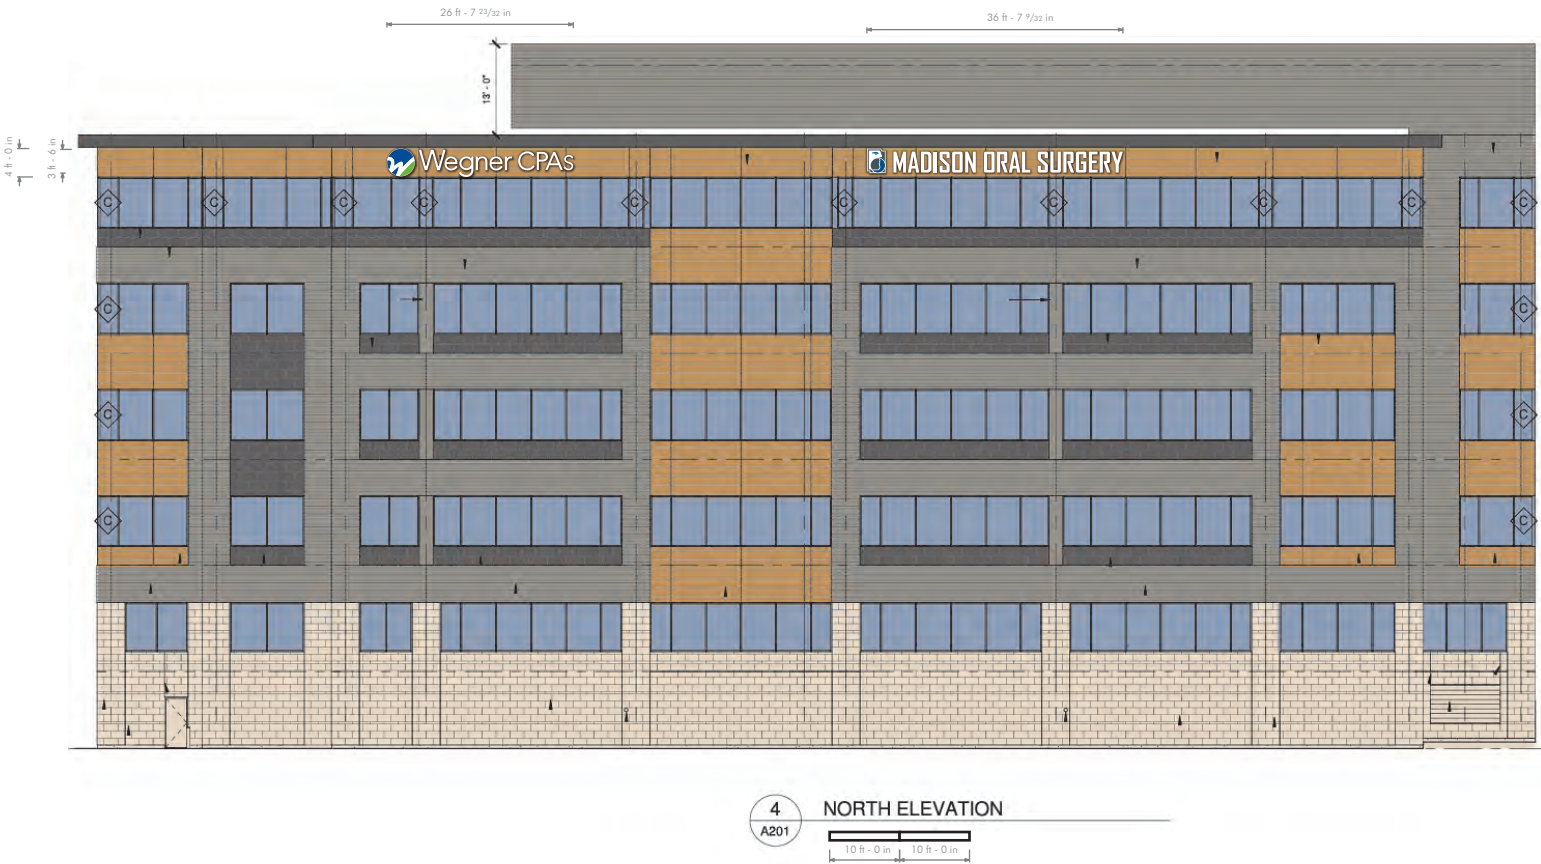 26 ft - 7 23/32 in
36 ft - 7 9/32 in
13' - 0"
4 ft - 0 in
3 ft - 6 in
Wegner CPAs
MADISON ORAL SURGERY
C C C C C C C C C C
C C
C C
C C
4 NORTH ELEVATION
A201
10 ft - 0 in 10 ft - 0 in